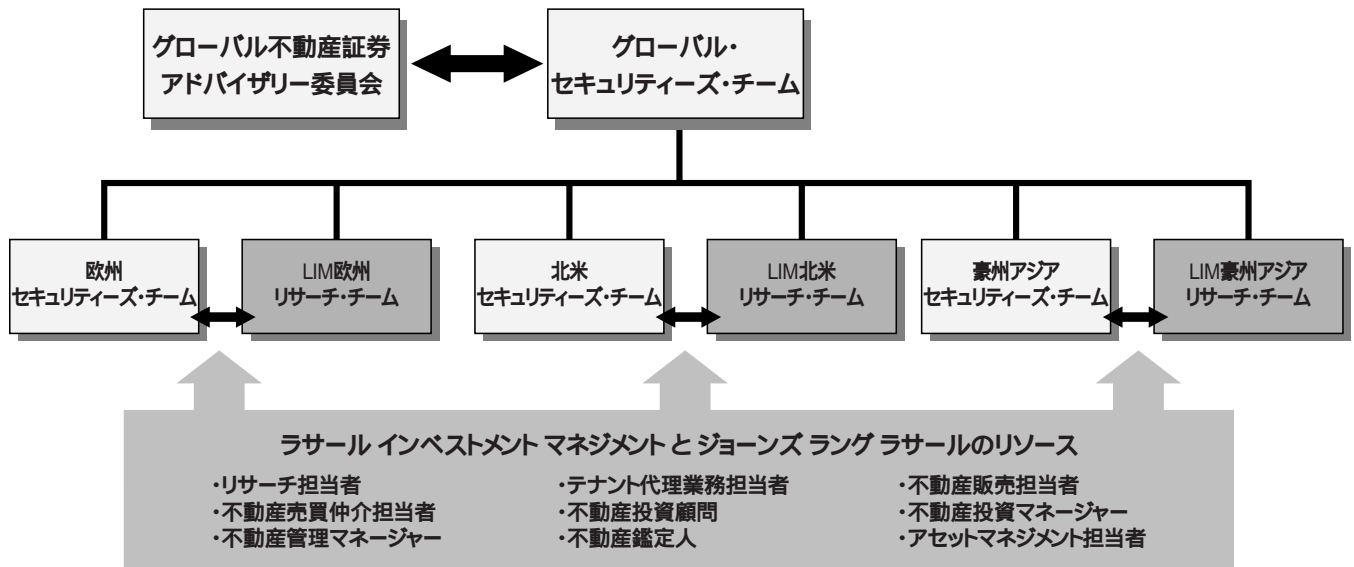 グローバル不動産証券
アドバイザリー委員会
グローバル・
セキュリティーズ・チーム
欧州
セキュリティーズ・チーム
LIM欧州
リサーチ・チーム
北米
セキュリティーズ・チーム
LIM北米
リサーチ・チーム
豪州アジア
セキュリティーズ・チーム
LIM豪州アジア
リサーチ・チーム
ラサール インベストメント マネジメント と ジョーンズ ラング ラサールのリソース
・リサーチ担当者
・不動産売買仲介担当者
・不動産管理マネージャー
・テナント代理業務担当者
・不動産投資顧問
・不動産鑑定人
・不動産販売担当者
・不動産投資マネージャー
・アセットマネジメント担当者